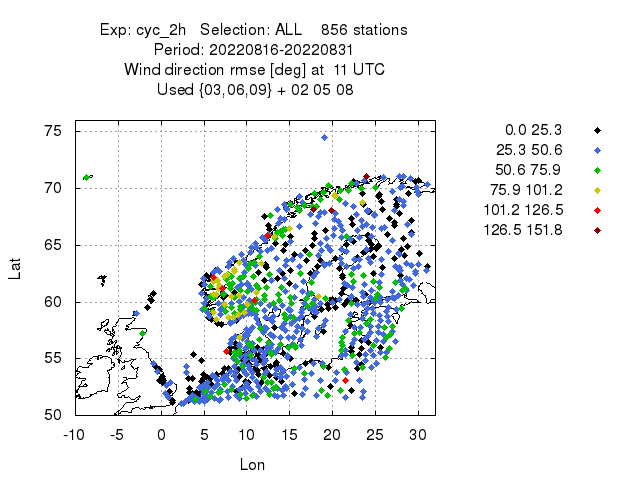 Exp: cyc_2h   Selection: ALL    856 stations
Period: 20220816-20220831
Wind direction rmse [deg] at  11 UTC
Used {03,06,09} + 02 05 08
0.0 25.3
25.3 50.6
50.6 75.9
75.9 101.2
101.2 126.5
126.5 151.8
75
70
65
60
55
50
Lat
-10 -5 0 5 10 15 20 25 30
Lon